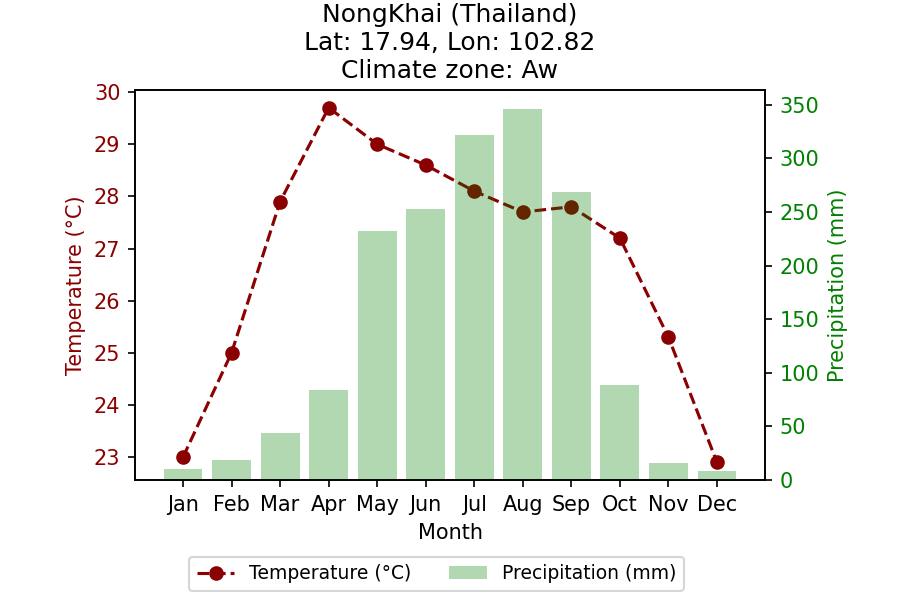 NongKhai (Thailand)
Lat: 17.94, Lon: 102.82
Climate zone: Aw
30
29
28
27
26
25
24
23
Temperature (°C)
350
300
250
200
150
100
50
0
Precipitation (mm)
Jan Feb Mar Apr May Jun Jul Aug Sep Oct Nov Dec
Month
Temperature (°C) Precipitation (mm)